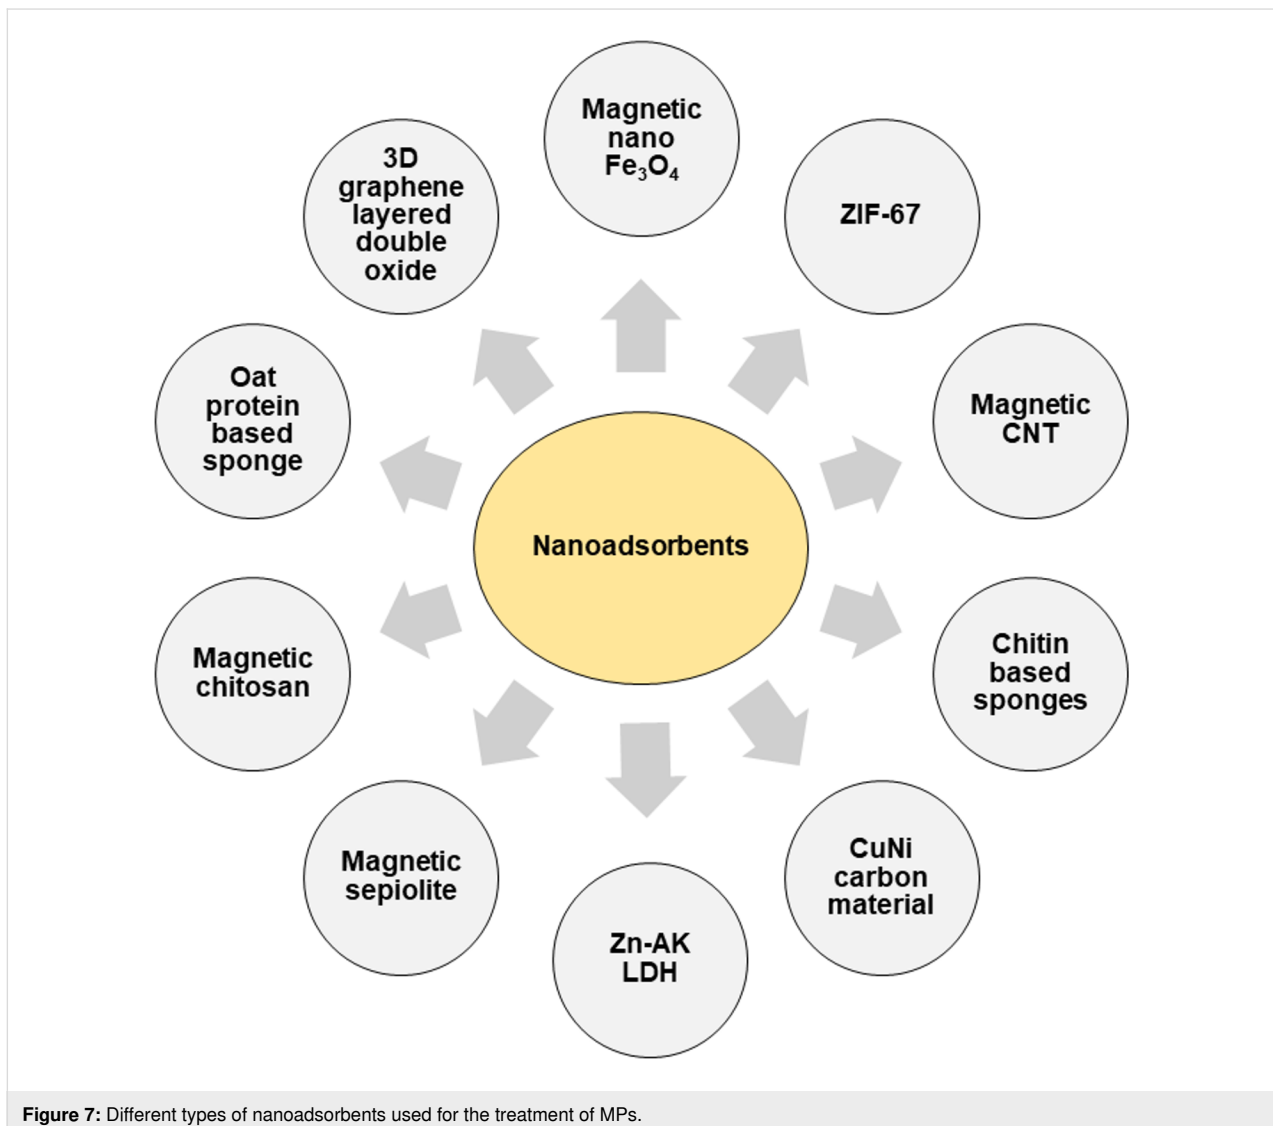 Magnetic
nano
Fe₃O₄
ZIF-67
Magnetic
CNT
Chitin
based
sponges
CuNi
carbon
material
Zn-AK
LDH
Magnetic
sepiolite
Magnetic
chitosan
Oat
protein
based
sponge
3D
graphene
layered
double
oxide
Nanoadsorbents
Figure 7: Different types of nanoadsorbents used for the treatment of MPs.